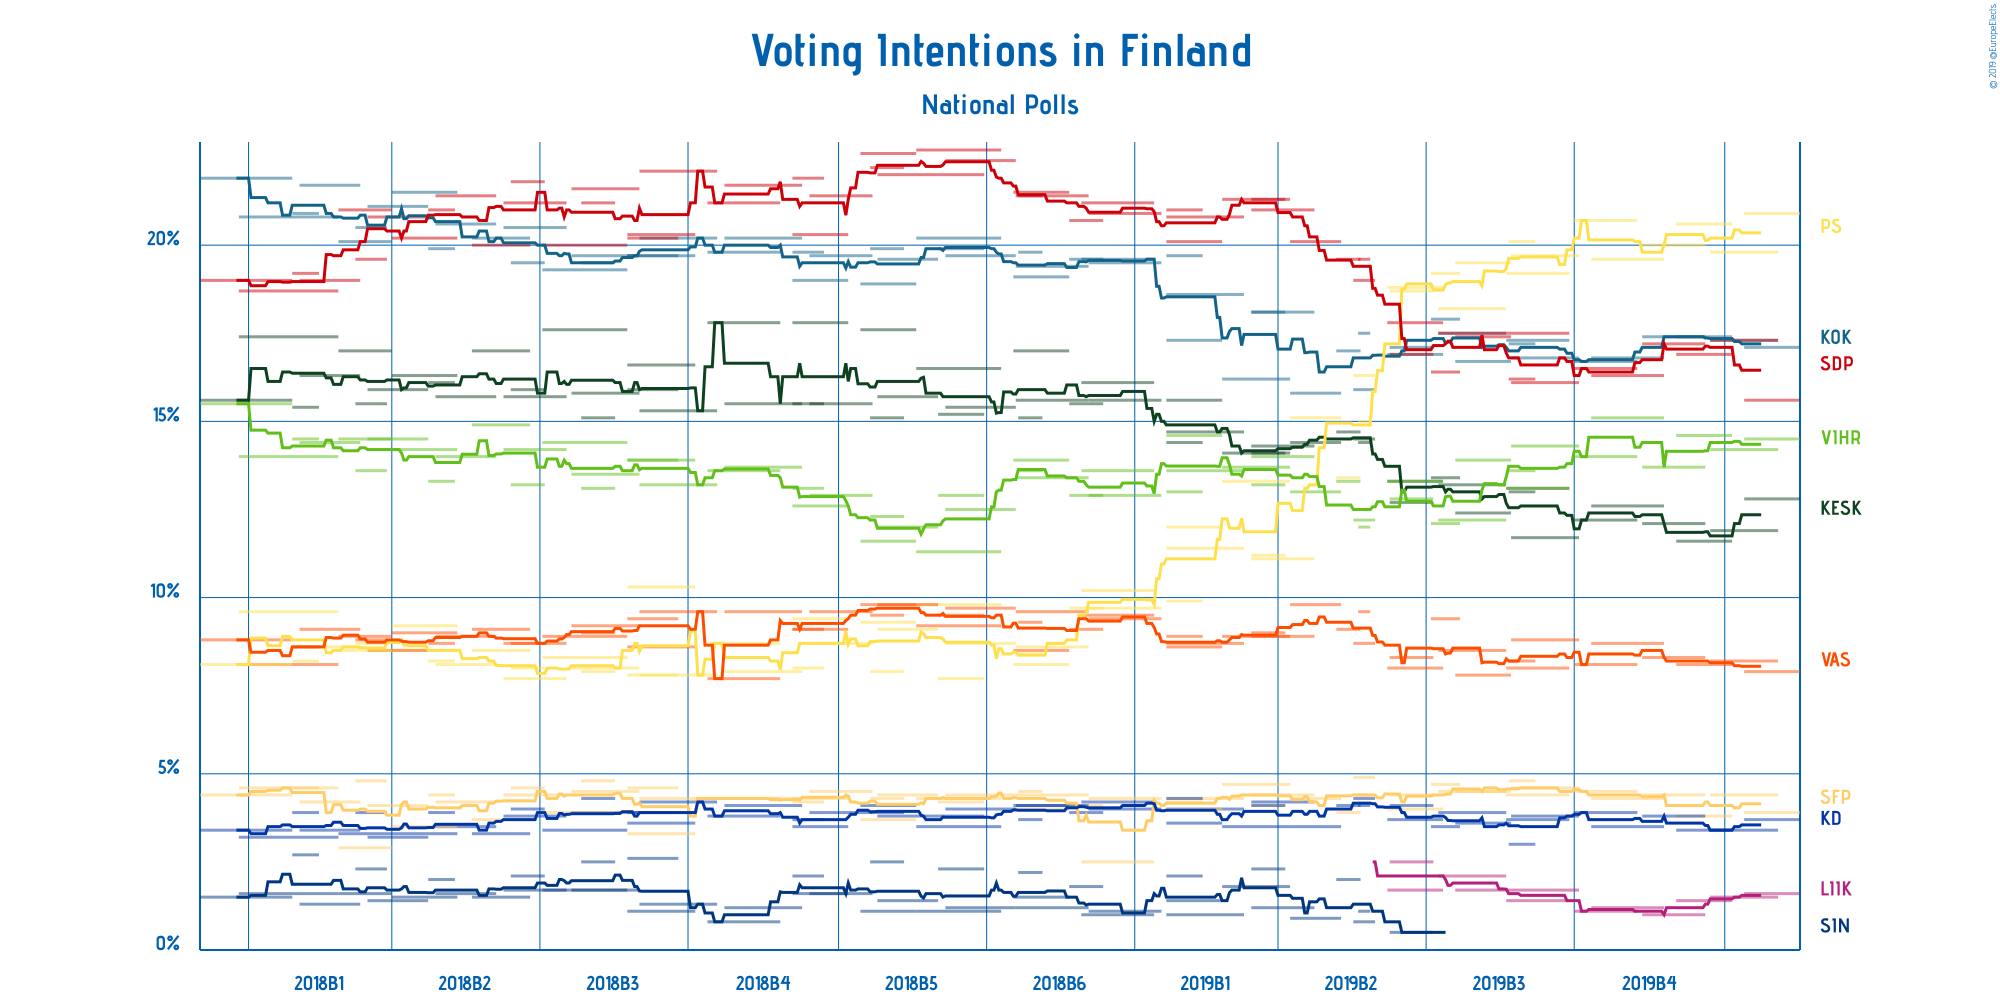 © 2019 @EuropeElects
Voting Intentions in Finland
National Polls
20%
15%
10%
5%
0%
PS
KOK
SDP
VIHR
KESK
VAS
SFP
KD
LIIK
SIN
2018B1 2018B2 2018B3 2018B4 2018B5 2018B6 2019B1 2019B2 2019B3 2019B4